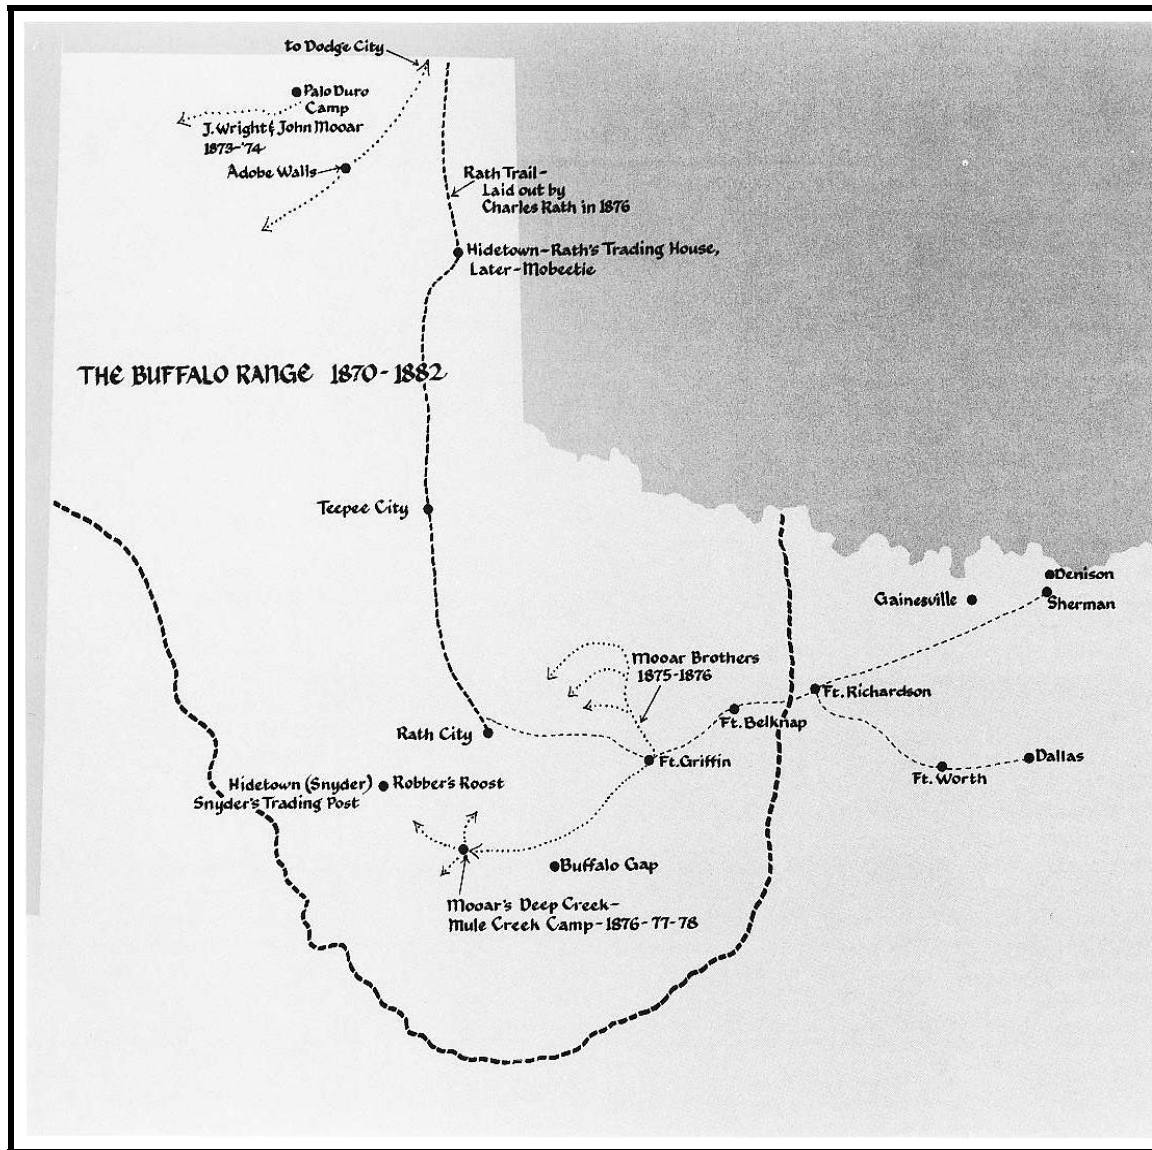 to Dodge City
Palo Duro
Camp
J. Wright & John Mooar
1873-'74
Adobe Walls
Rath Trail-
Laid out by
Charles Rath in 1876
Hidetown-Rath's Trading House,
Later-Mobeetie
THE BUFFALO RANGE 1870-1882
Teepee City
Denison
Gainesville
Sherman
Mooar Brothers
1875-1876
Ft. Richardson
Ft. Belknap
Rath City
Ft. Griffin
Dallas
Ft. Worth
Hidetown (Snyder)
Snyder's Trading Post
Robber's Roost
Buffalo Gap
Mooar's Deep Creek-
Mule Creek Camp-1876-77-78